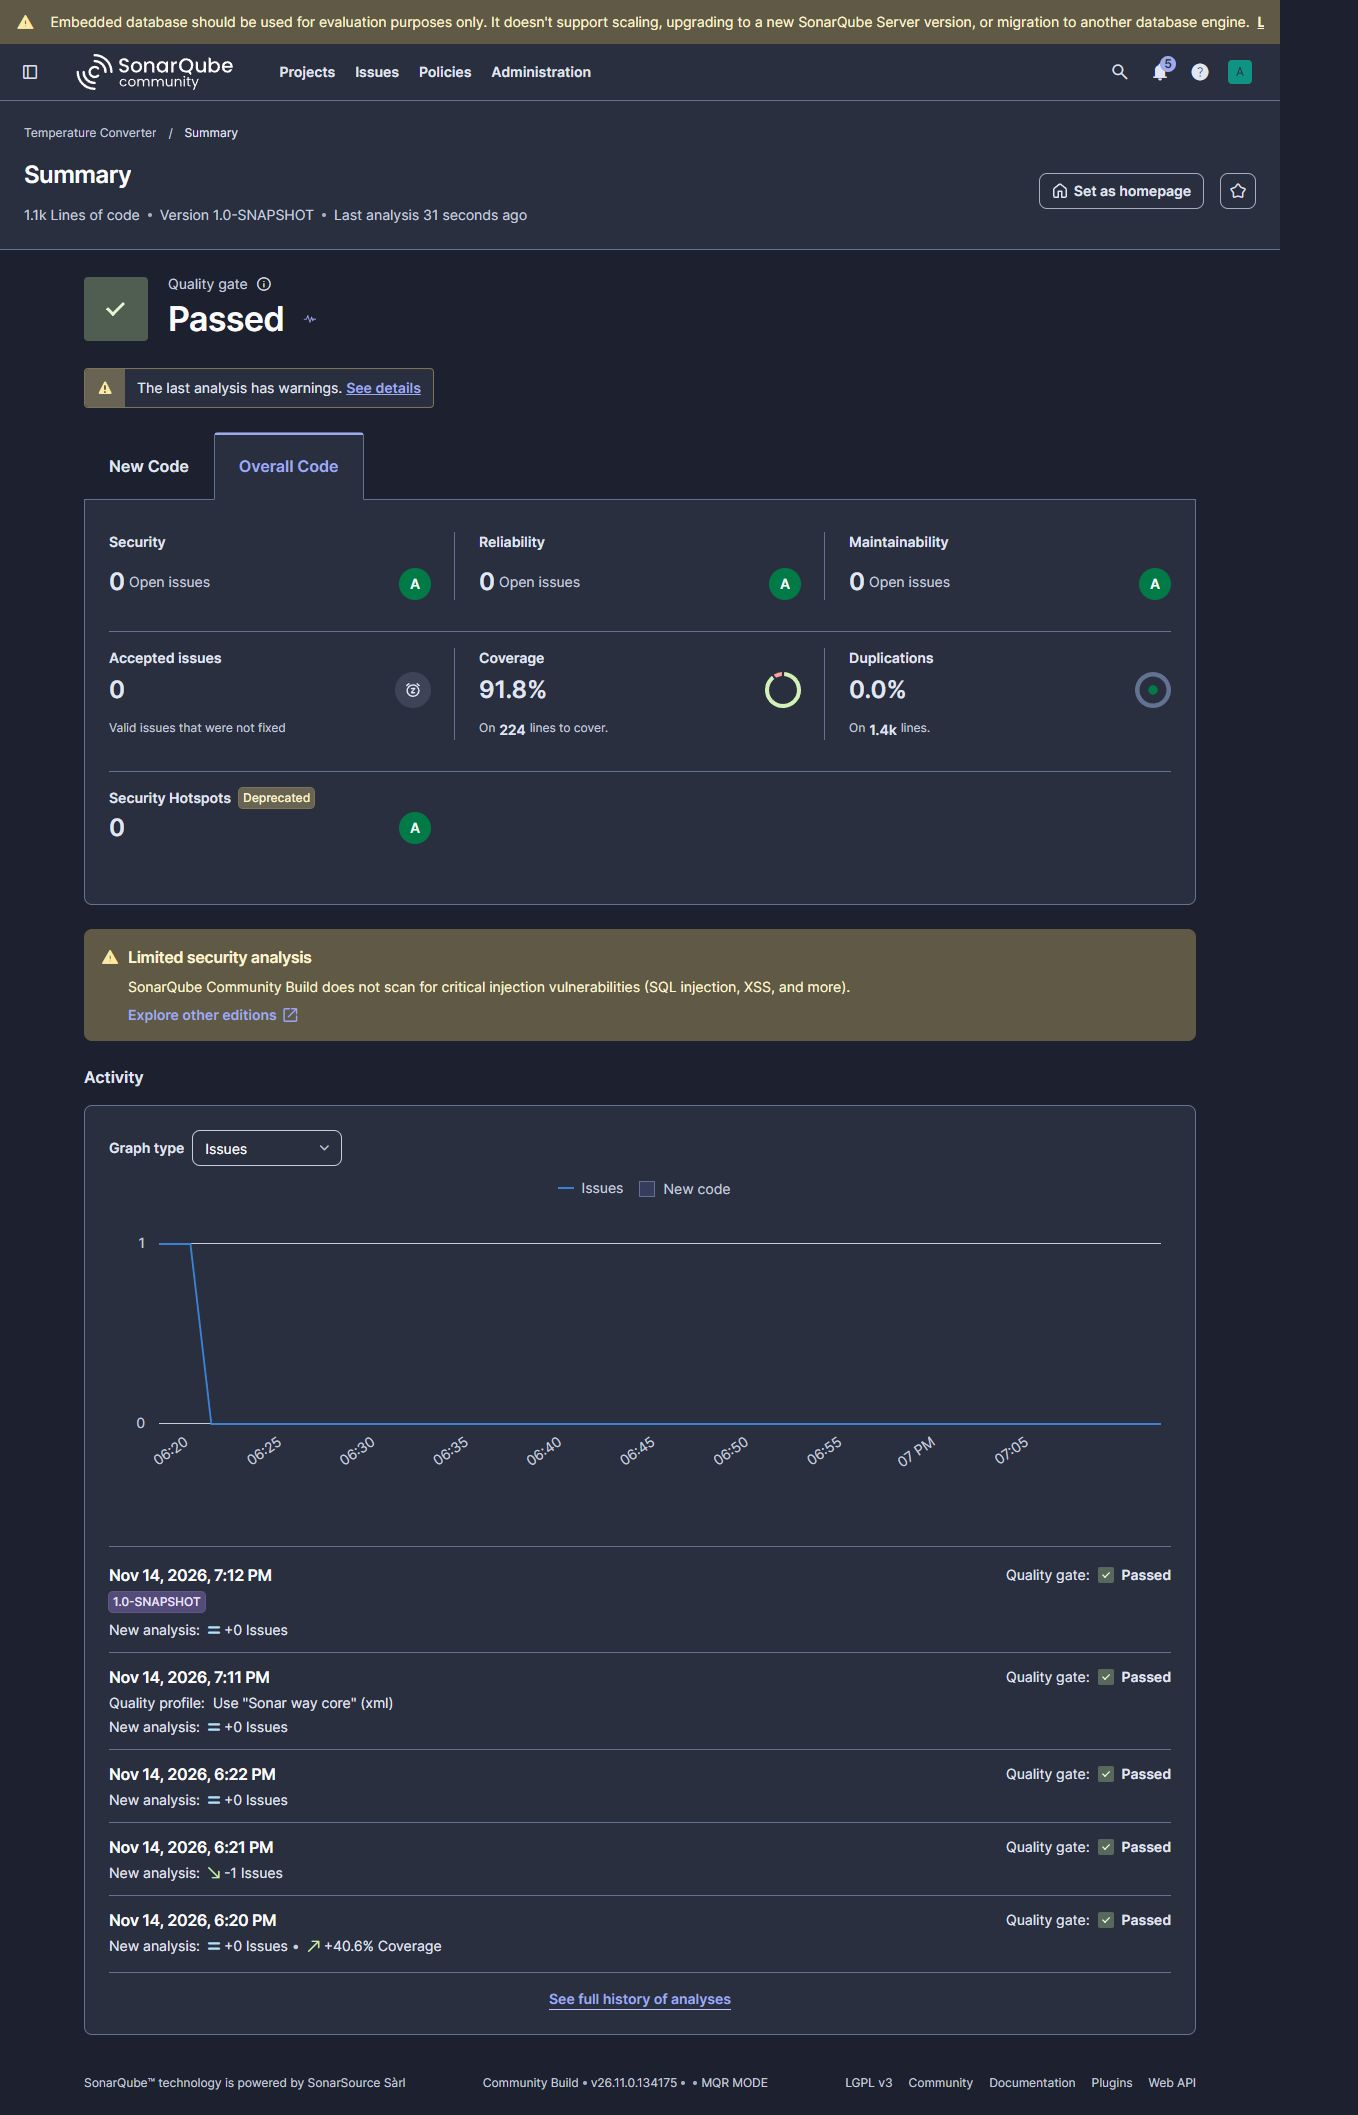 Embedded database should be used for evaluation purposes only. It doesn't support scaling, upgrading to a new SonarQube Server version, or migration to another database engine. L
SonarQube community
Projects Issues Policies Administration
5 ? A
Temperature Converter / Summary
Summary
1.1k Lines of code • Version 1.0-SNAPSHOT • Last analysis 31 seconds ago
Set as homepage
Quality gate
Passed
The last analysis has warnings. See details
New Code Overall Code
Security Reliability Maintainability
0 Open issues A 0 Open issues A 0 Open issues A
Accepted issues Coverage Duplications
0 91.8% 0.0%
Valid issues that were not fixed On 224 lines to cover. On 1.4k lines.
Security Hotspots Deprecated
0 A
Limited security analysis
SonarQube Community Build does not scan for critical injection vulnerabilities (SQL injection, XSS, and more).
Explore other editions
Activity
Graph type Issues
Issues New code
1
0
06:20 06:25 06:30 06:35 06:40 06:45 06:50 06:55 07 PM 07:05
Nov 14, 2026, 7:12 PM Quality gate: Passed
1.0-SNAPSHOT
New analysis: = +0 Issues
Nov 14, 2026, 7:11 PM Quality gate: Passed
Quality profile: Use "Sonar way core" (xml)
New analysis: = +0 Issues
Nov 14, 2026, 6:22 PM Quality gate: Passed
New analysis: = +0 Issues
Nov 14, 2026, 6:21 PM Quality gate: Passed
New analysis: -1 Issues
Nov 14, 2026, 6:20 PM Quality gate: Passed
New analysis: = +0 Issues • +40.6% Coverage
See full history of analyses
SonarQube™ technology is powered by SonarSource Sàrl Community Build • v26.11.0.134175 • • MQR MODE LGPL v3 Community Documentation Plugins Web API